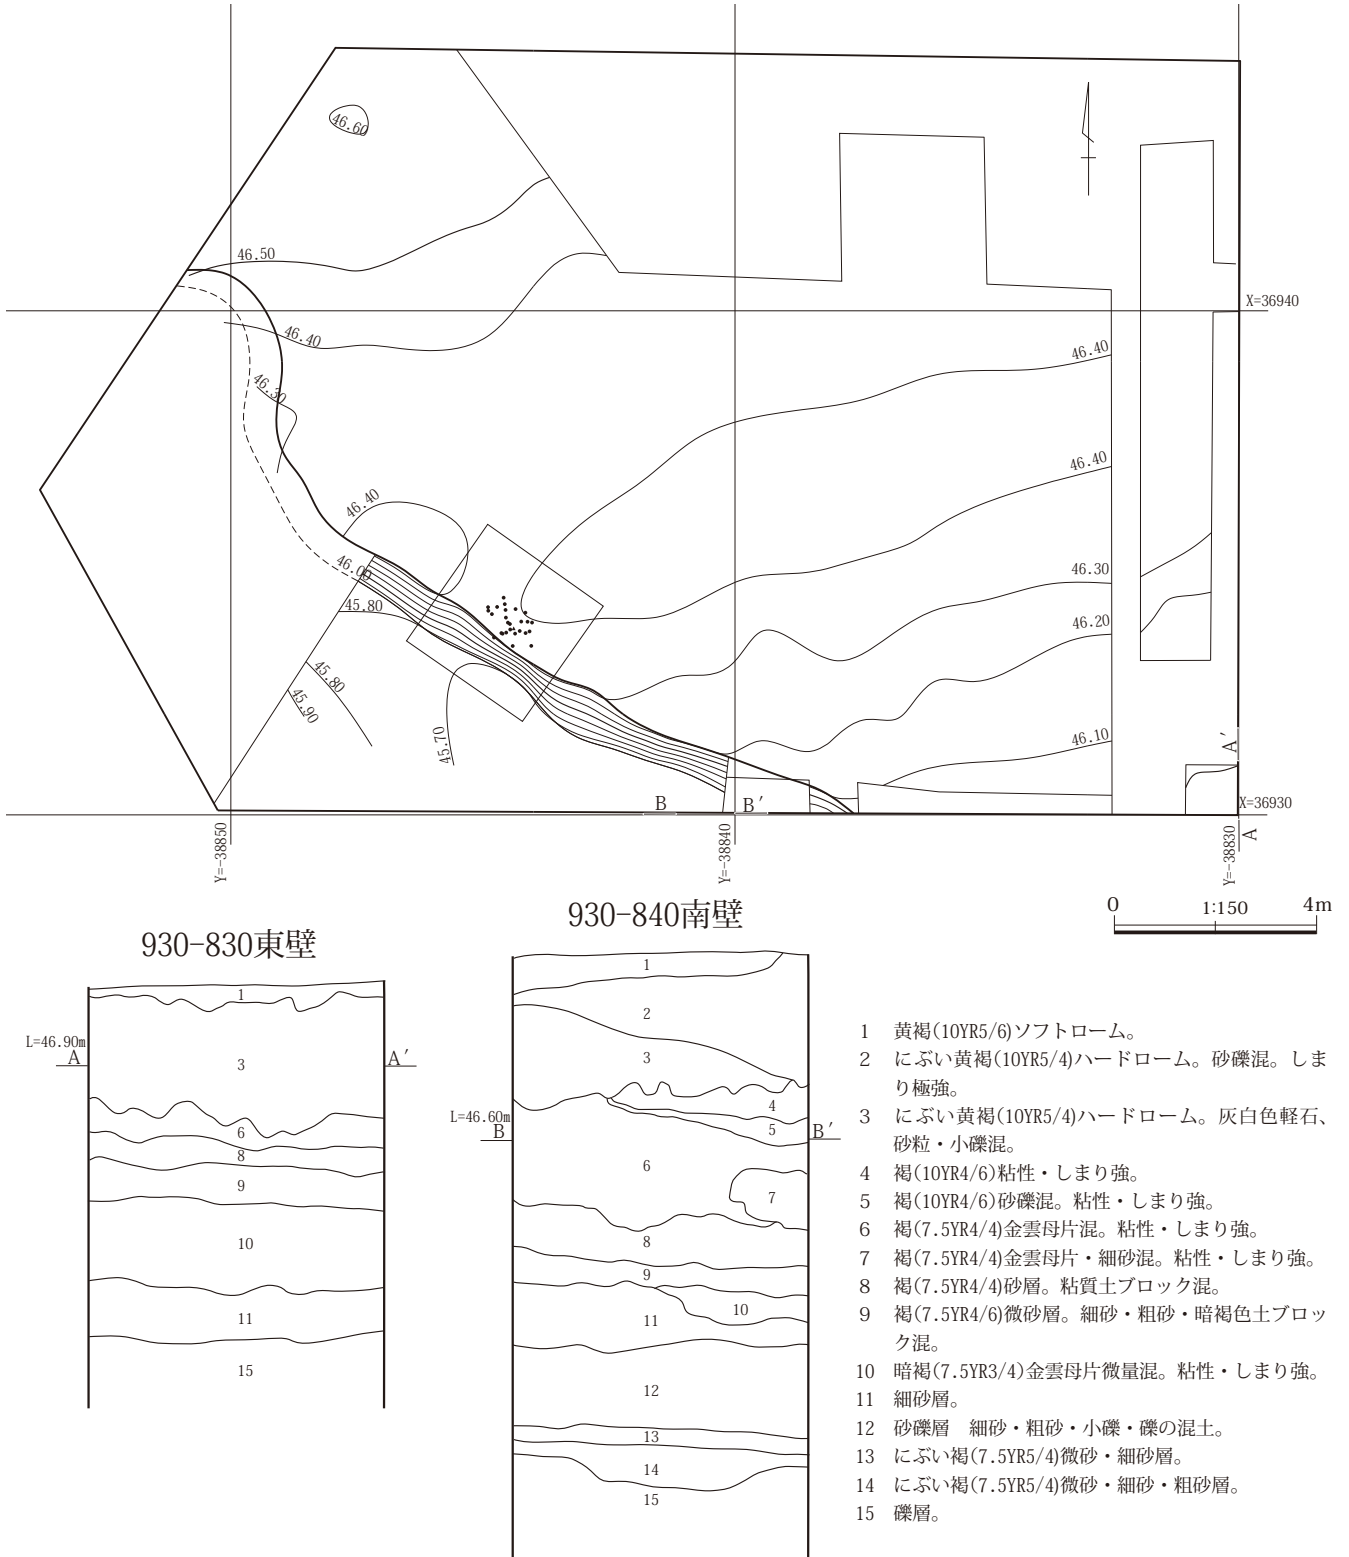 46.60
46.50
X=36940
46.40
46.40
46.30
46.40
46.40
46.30
46.00
45.80
46.20
45.80
45.90
45.70
46.10
A′
B
B′
X=36930
A
Y=-38850
Y=-38840
Y=-38830
0
1:150
4m
930-830東壁
1
L=46.90m
A
A′
3
6
8
9
10
11
15
930-840南壁
1
2
3
4
L=46.60m
B
B′
5
6
7
8
9
10
11
12
13
14
15
1 黄褐(10YR5/6)ソフトローム。
2 にぶい黄褐(10YR5/4)ハードローム。砂礫混。しま
り極強。
3 にぶい黄褐(10YR5/4)ハードローム。灰白色軽石、
砂粒・小礫混。
4 褐(10YR4/6)粘性・しまり強。
5 褐(10YR4/6)砂礫混。粘性・しまり強。
6 褐(7.5YR4/4)金雲母片混。粘性・しまり強。
7 褐(7.5YR4/4)金雲母片・細砂混。粘性・しまり強。
8 褐(7.5YR4/4)砂層。粘質土ブロック混。
9 褐(7.5YR4/6)微砂層。細砂・粗砂・暗褐色土ブロッ
ク混。
10 暗褐(7.5YR3/4)金雲母片微量混。粘性・しまり強。
11 細砂層。
12 砂礫層　細砂・粗砂・小礫・礫の混土。
13 にぶい褐(7.5YR5/4)微砂・細砂層。
14 にぶい褐(7.5YR5/4)微砂・細砂・粗砂層。
15 礫層。